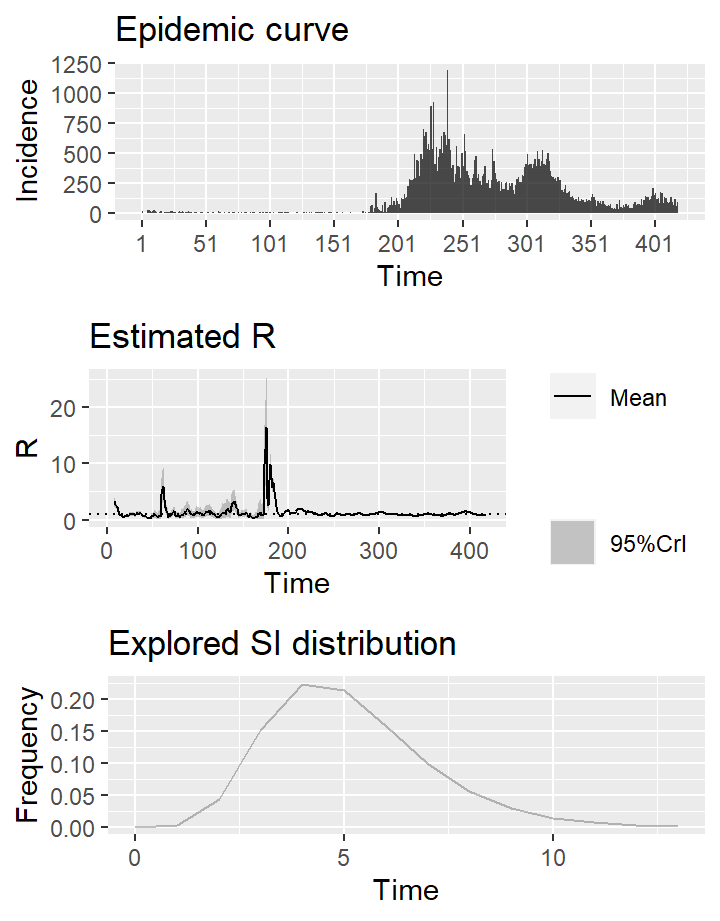 Epidemic curve
1250
1000
750
500
250
0
Incidence
1 51 101 151 201 251 301 351 401
Time
Estimated R
20
10
0
R
0 100 200 300 400
Time
Mean
95%CrI
Explored SI distribution
0.20
0.15
0.10
0.05
0.00
Frequency
0 5 10
Time